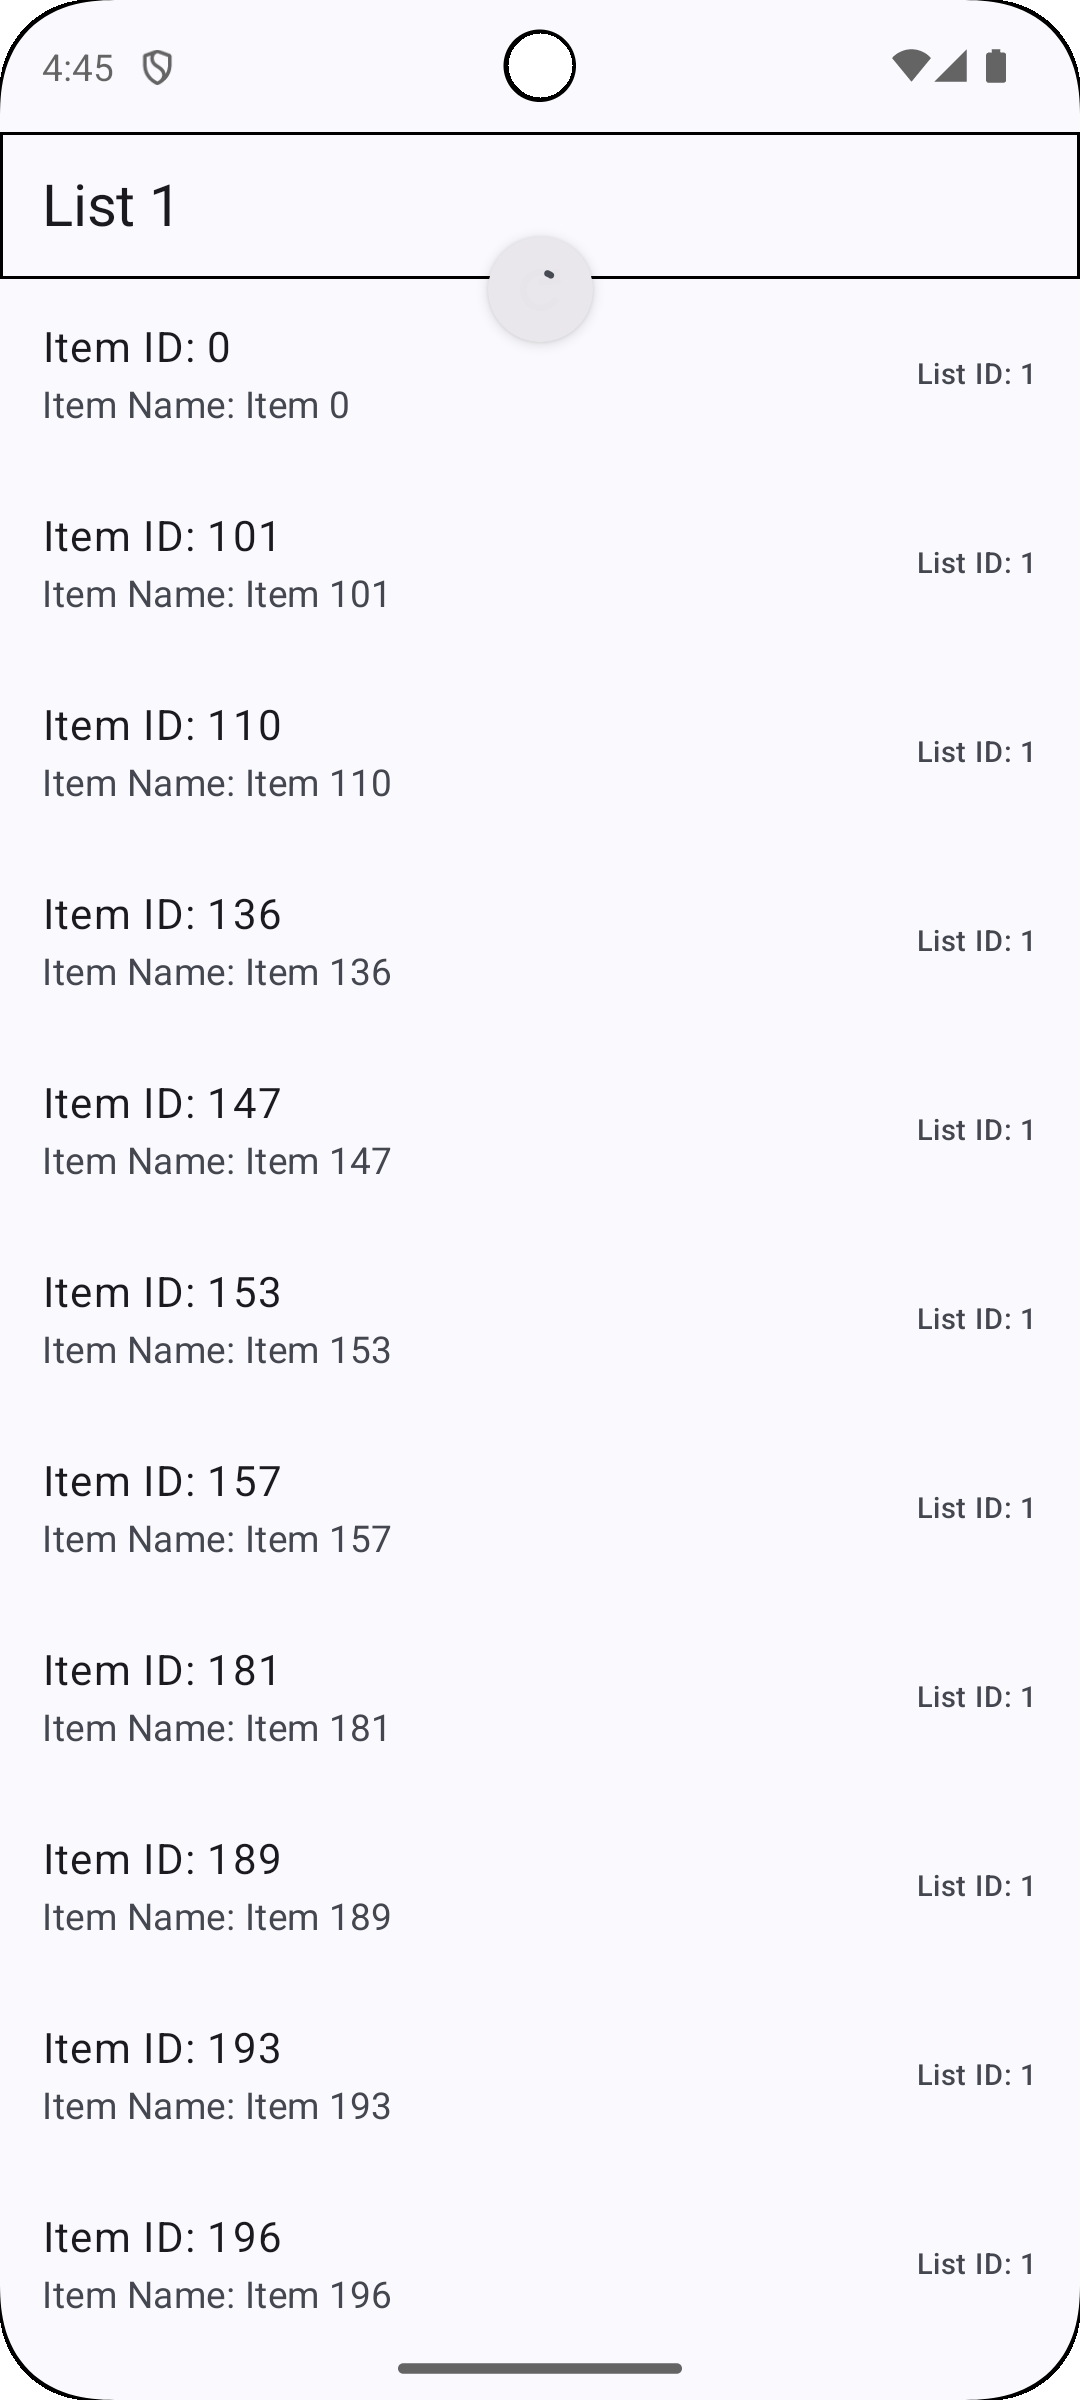 4:45
List 1
Item ID: 0
Item Name: Item 0
List ID: 1
Item ID: 101
Item Name: Item 101
List ID: 1
Item ID: 110
Item Name: Item 110
List ID: 1
Item ID: 136
Item Name: Item 136
List ID: 1
Item ID: 147
Item Name: Item 147
List ID: 1
Item ID: 153
Item Name: Item 153
List ID: 1
Item ID: 157
Item Name: Item 157
List ID: 1
Item ID: 181
Item Name: Item 181
List ID: 1
Item ID: 189
Item Name: Item 189
List ID: 1
Item ID: 193
Item Name: Item 193
List ID: 1
Item ID: 196
Item Name: Item 196
List ID: 1